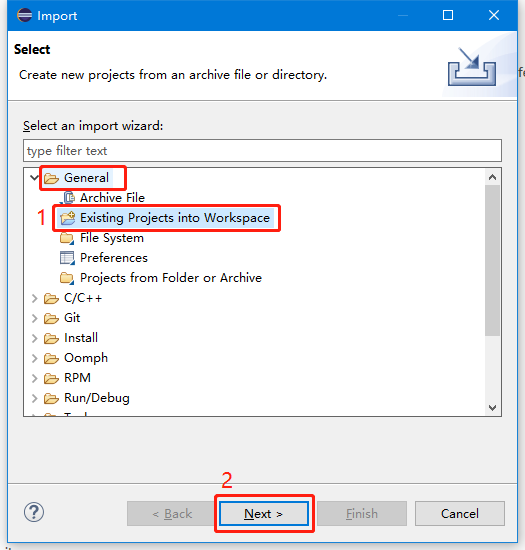 Import
Select
Create new projects from an archive file or directory.
Select an import wizard:
type filter text
General
Archive File
1
Existing Projects into Workspace
File System
Preferences
Projects from Folder or Archive
C/C++
Git
Install
Oomph
RPM
Run/Debug
2
?
< Back
Next >
Finish
Cancel